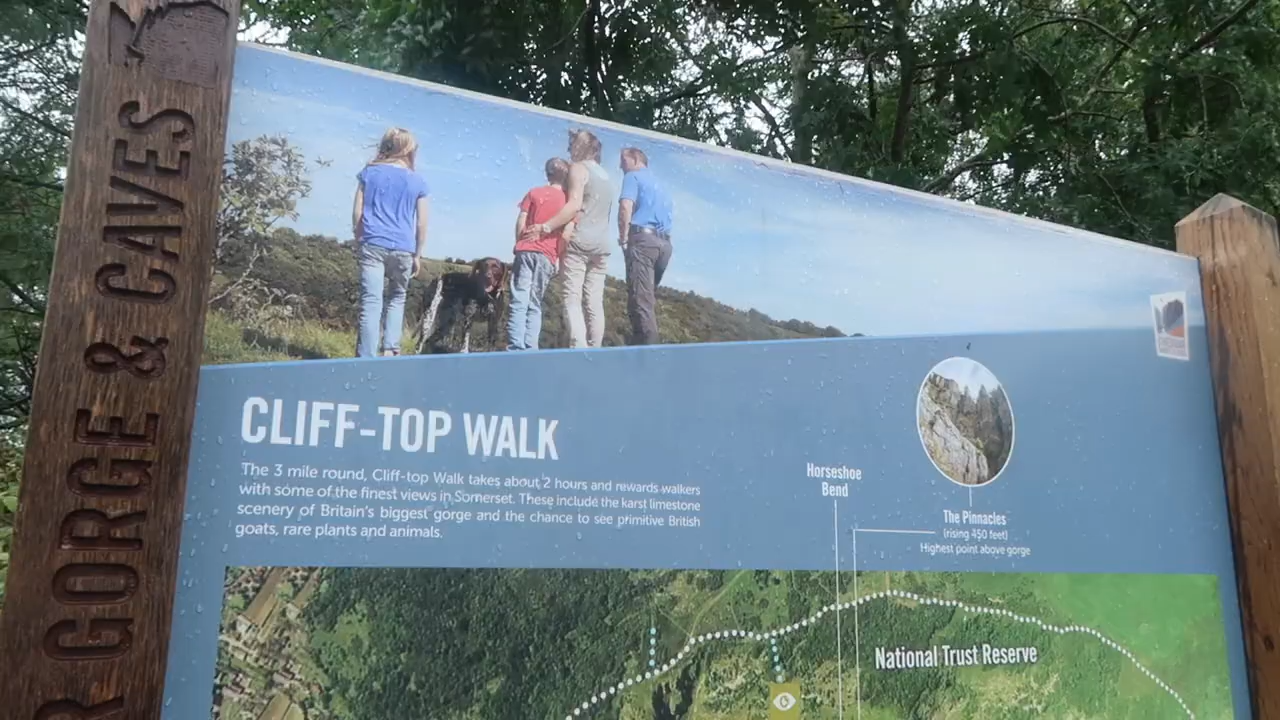 GORGE & CAVES
CLIFF-TOP WALK
The 3 mile round, Cliff-top Walk takes about 2 hours and rewards walkers
with some of the finest views in Somerset. These include the karst limestone
scenery of Britain's biggest gorge and the chance to see primitive British
goats, rare plants and animals.
Horseshoe
Bend
The Pinnacles
(rising 450 feet)
Highest point above gorge
National Trust Reserve